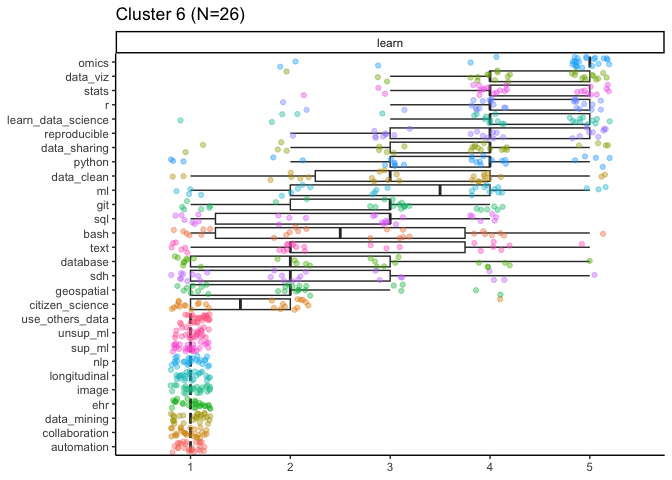 Cluster 6 (N=26)
learn
omics
data_viz
stats
r
learn_data_science
reproducible
data_sharing
python
data_clean
ml
git
sql
bash
text
database
sdh
geospatial
citizen_science
use_others_data
unsup_ml
sup_ml
nlp
longitudinal
image
ehr
data_mining
collaboration
automation
1 2 3 4 5